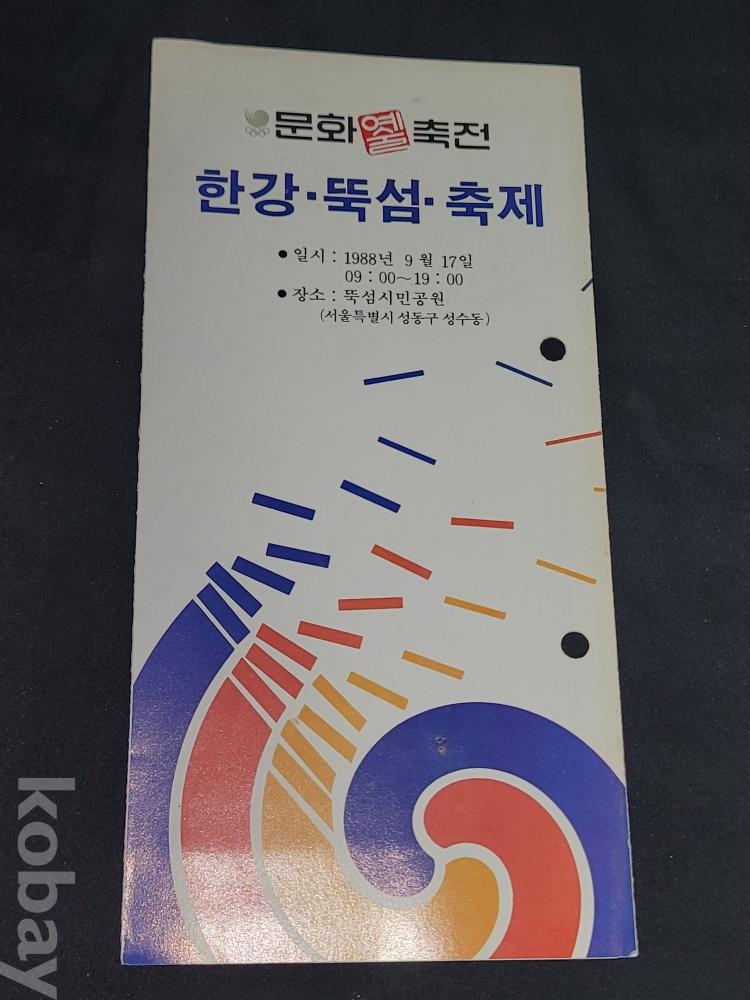 문화예술축전
한강·뚝섬·축제
● 일시 : 1988년 9월 17일
09 : 00~19 : 00
● 장소 : 뚝섬시민공원
(서울특별시 성동구 성수동)
kobay